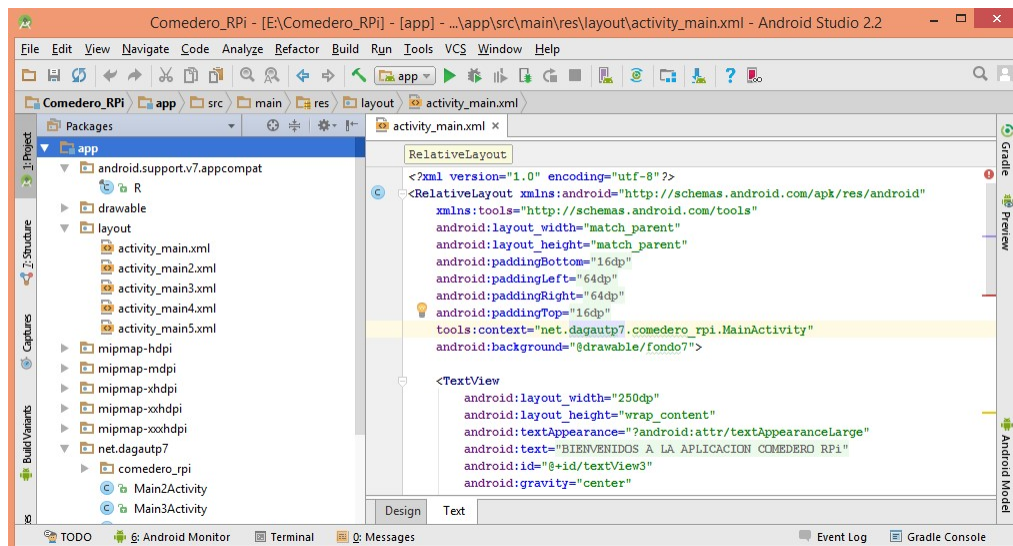 Comedero_RPi - [E:\Comedero_RPi] - [app] - ...\app\src\main\res\layout\activity_main.xml - Android Studio 2.2
File Edit View Navigate Code Analyze Refactor Build Run Tools VCS Window Help
app
Comedero_RPi app src main res layout activity_main.xml
Packages
activity_main.xml
1: Project
7: Structure
Captures
Build Variants
app
android.support.v7.appcompat
R
drawable
layout
activity_main.xml
activity_main2.xml
activity_main3.xml
activity_main4.xml
activity_main5.xml
mipmap-hdpi
mipmap-mdpi
mipmap-xhdpi
mipmap-xxhdpi
mipmap-xxxhdpi
net.dagautp7
comedero_rpi
Main2Activity
Main3Activity
RelativeLayout
<?xml version="1.0" encoding="utf-8"?>
<RelativeLayout xmlns:android="http://schemas.android.com/apk/res/android"
xmlns:tools="http://schemas.android.com/tools"
android:layout_width="match_parent"
android:layout_height="match_parent"
android:paddingBottom="16dp"
android:paddingLeft="64dp"
android:paddingRight="64dp"
android:paddingTop="16dp"
tools:context="net.dagautp7.comedero_rpi.MainActivity"
android:background="@drawable/fondo7">
<TextView
android:layout_width="250dp"
android:layout_height="wrap_content"
android:textAppearance="?android:attr/textAppearanceLarge"
android:text="BIENVENIDOS A LA APLICACION COMEDERO RPi"
android:id="@+id/textView3"
android:gravity="center"
Design Text
Gradle
Preview
Android Model
TODO 6: Android Monitor Terminal 0: Messages Event Log Gradle Console